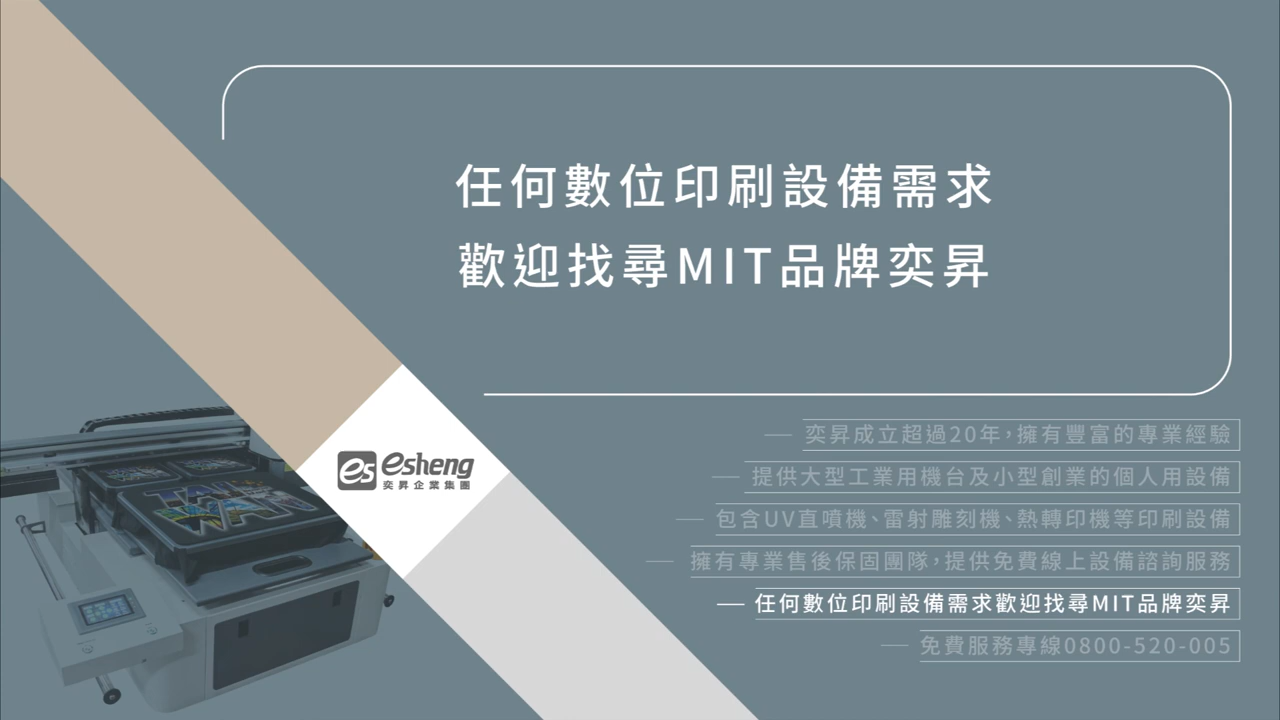 任何數位印刷設備需求
歡迎找尋MIT品牌奕昇
奕昇成立超過20年，擁有豐富的專業經驗
提供大型工業用機台及小型創業的個人用設備
包含UV直噴機、雷射雕刻機、熱轉印機等印刷設備
擁有專業售後保固團隊，提供免費線上設備諮詢服務
任何數位印刷設備需求歡迎找尋MIT品牌奕昇
免費服務專線0800-520-005
es esheng
奕昇企業集團
TAI
WAN